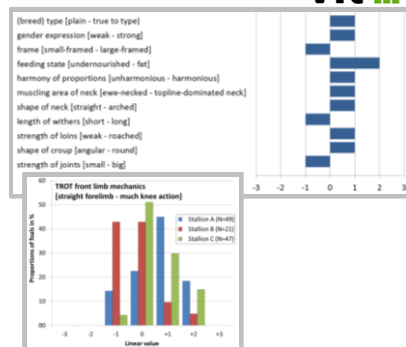 (breed) type [plain - true to type]
gender expression [weak - strong]
frame [small-framed - large-framed]
feeding state [undernourished - fat]
harmony of proportions [unharmonious - harmonious]
muscling area of neck [ewe-necked - topline-dominated neck]
shape of neck [straight - arched]
length of withers [short - long]
strength of loins [weak - roached]
shape of croup [angular - round]
strength of joints [small - big]
-3 -2 -1 0 1 2 3
TROT front limb mechanics
[straight forelimb - much knee action]
Stallion A (N=49)
Stallion B (N=21)
Stallion C (N=47)
Proportions of foals in %
60
50
40
30
20
10
00
-3 -2 -1 0 +1 +2 +3
Linear value